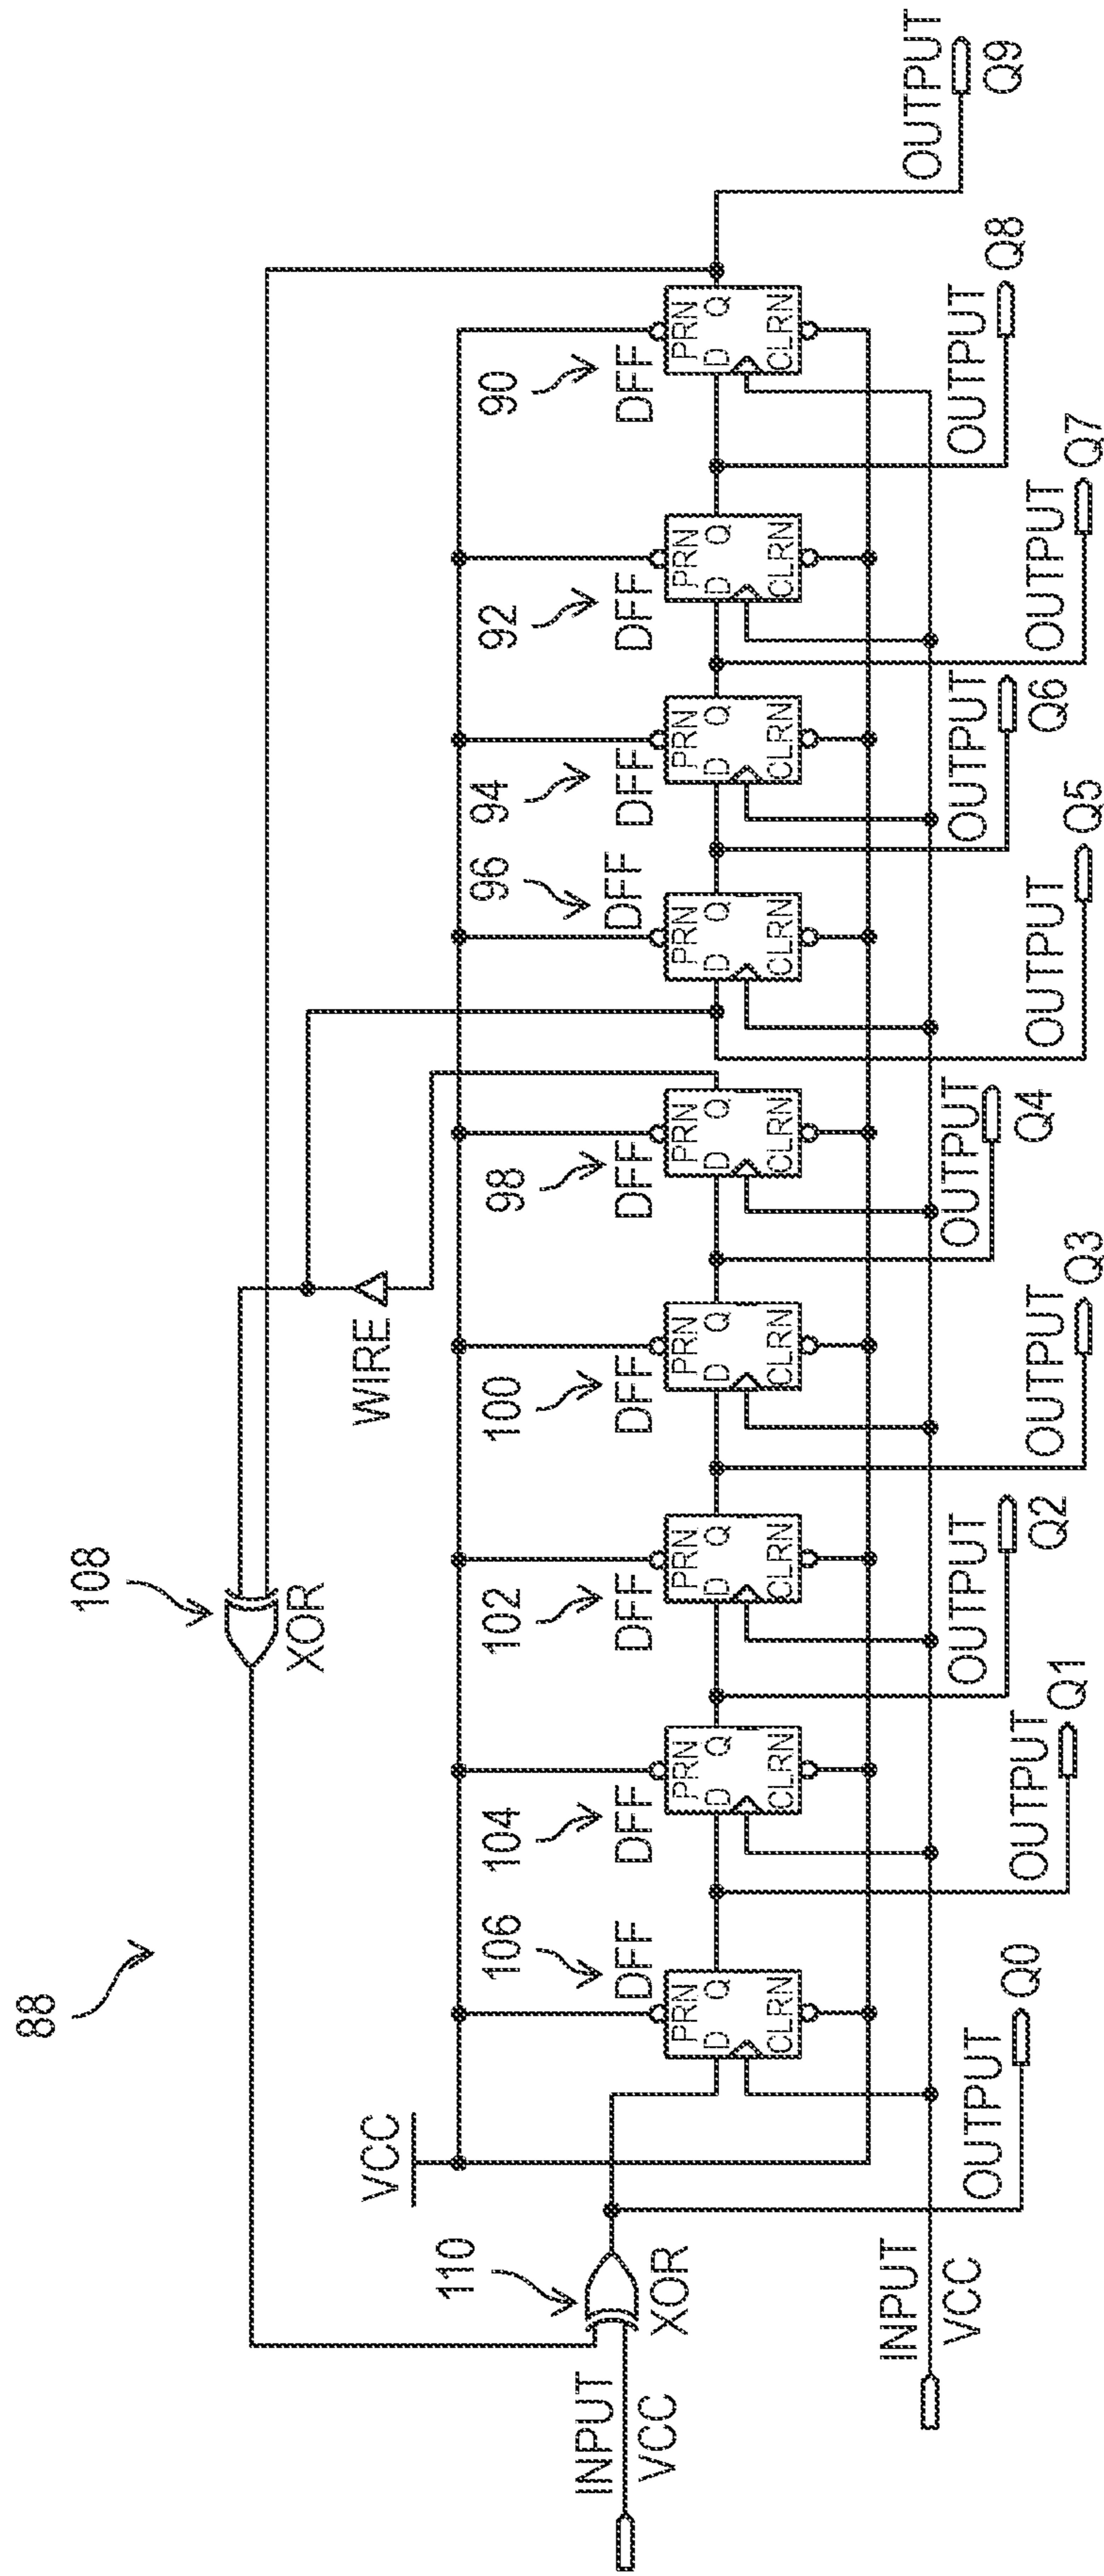 88
108
XOR
WIRE
VCC
110
XOR
INPUT
VCC
INPUT
VCC
106
DFF
PRN
D Q
CLRN
104
DFF
PRN
D Q
CLRN
102
DFF
PRN
D Q
CLRN
100
DFF
PRN
D Q
CLRN
98
DFF
PRN
D Q
CLRN
96
DFF
PRN
D Q
CLRN
94
DFF
PRN
D Q
CLRN
92
DFF
PRN
D Q
CLRN
90
DFF
PRN
D Q
CLRN
OUTPUT
Q0
OUTPUT
Q1
OUTPUT
Q2
OUTPUT
Q3
OUTPUT
Q4
OUTPUT
Q5
OUTPUT
Q6
OUTPUT
Q7
OUTPUT
Q8
OUTPUT
Q9